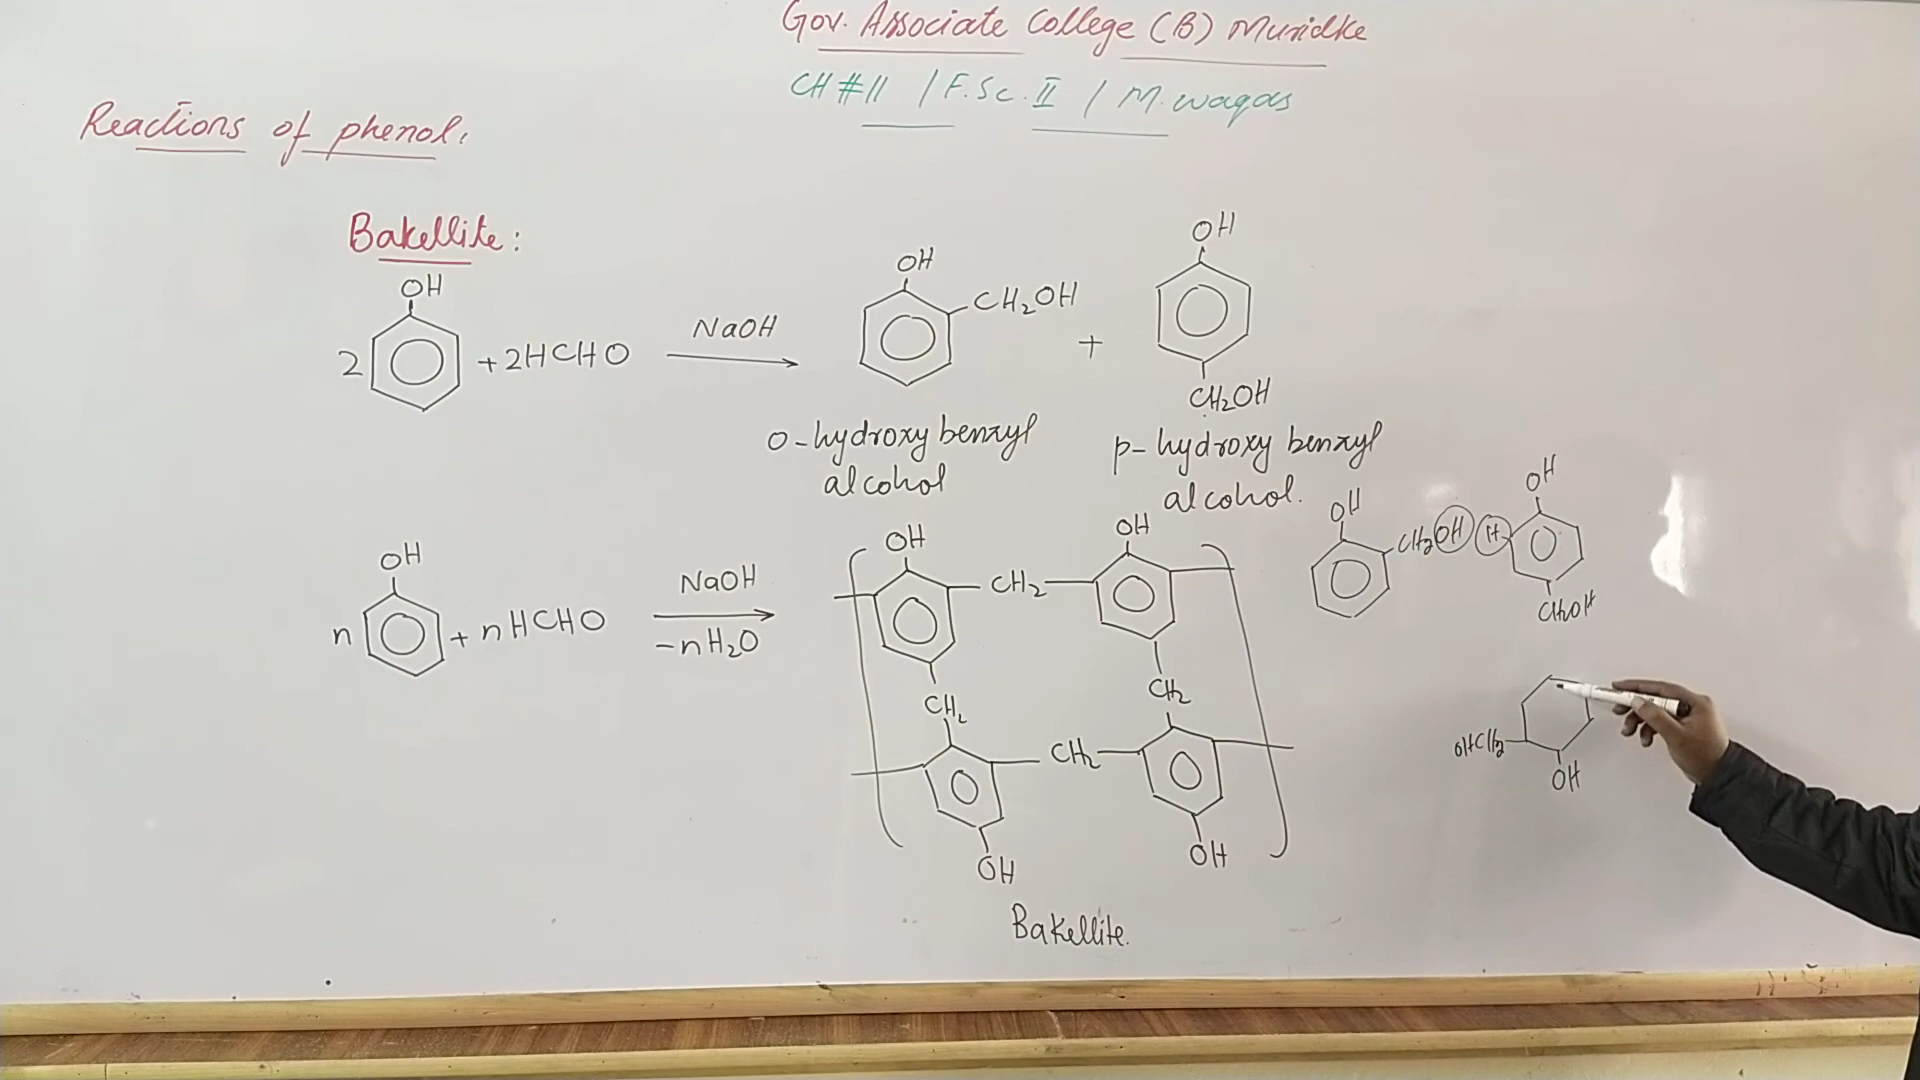 Gov. Associate College (B) Muridke
CH #11 / F.Sc. II / M. waqas
Reactions of phenol:
Bakellite:
OH
2 + 2HCHO
NaOH
OH
CH₂OH
+
OH
CH₂OH
o-hydroxy benzyl
alcohol
p-hydroxy benzyl
alcohol.
OH
n + nHCHO
NaOH
-nH₂O
OH
CH₂
OH
CH₂
CH₂
CH₂
OH
OH
Bakellite.
OH
CH₂OH H
OH
CH₂OH
OHCH₂
OH